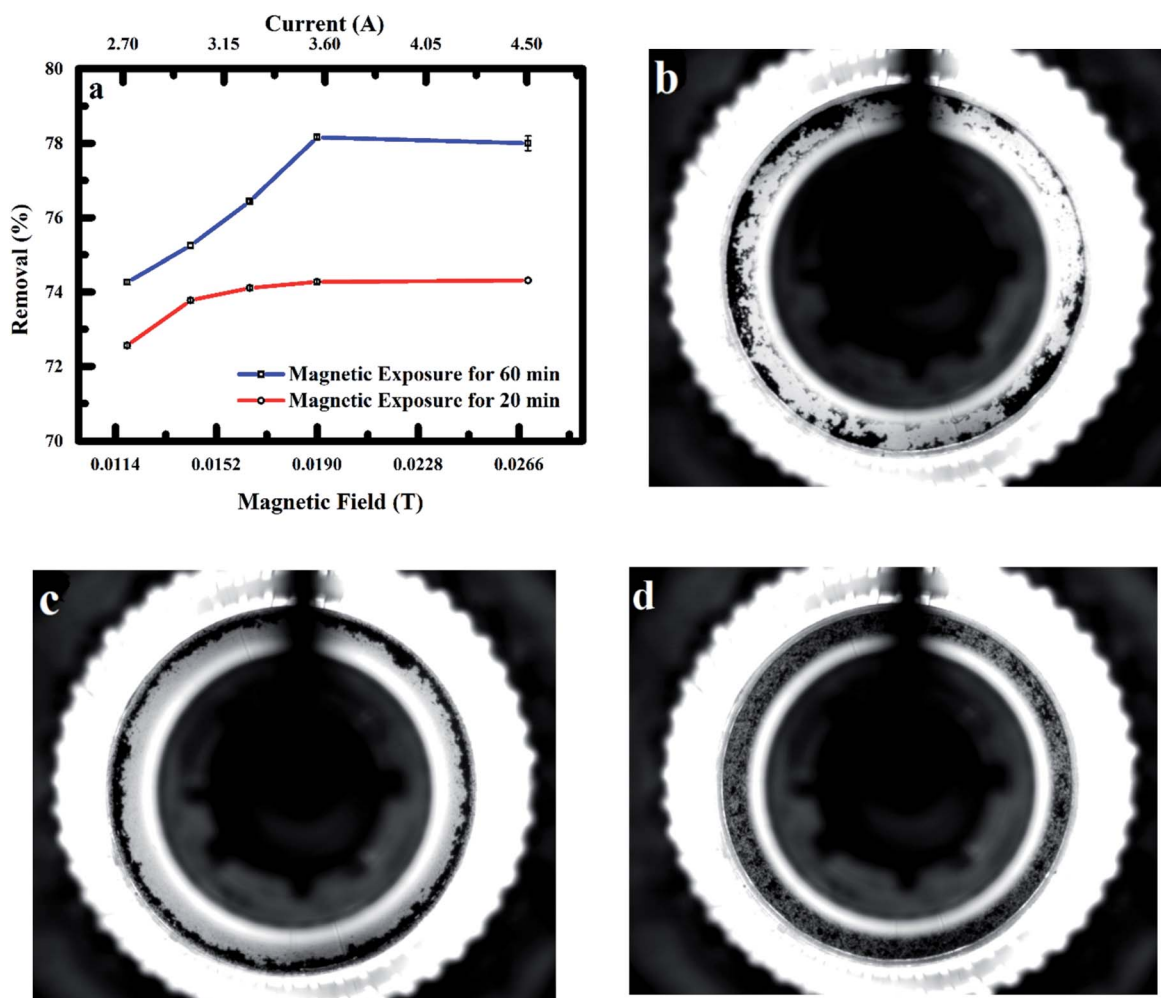 Current (A)
2.70 3.15 3.60 4.05 4.50
80
78
76
74
72
70
Removal (%)
a
Magnetic Exposure for 60 min
Magnetic Exposure for 20 min
0.0114 0.0152 0.0190 0.0228 0.0266
Magnetic Field (T)
b
c
d